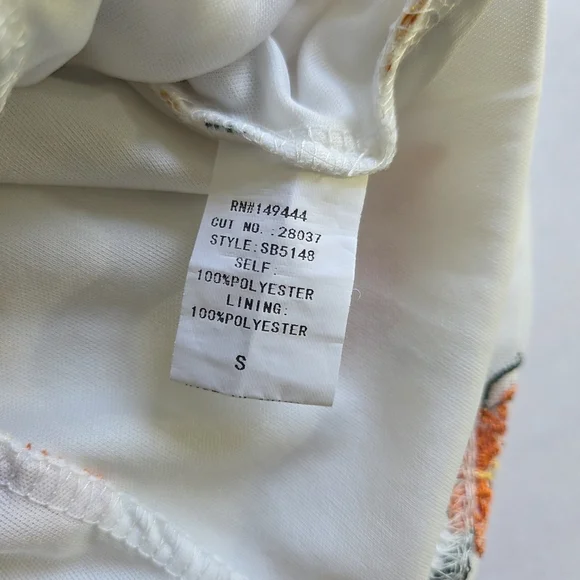 RN#149444
CUT NO. :28037
STYLE:SB5148
SELF:
100%POLYESTER
LINING:
100%POLYESTER
S